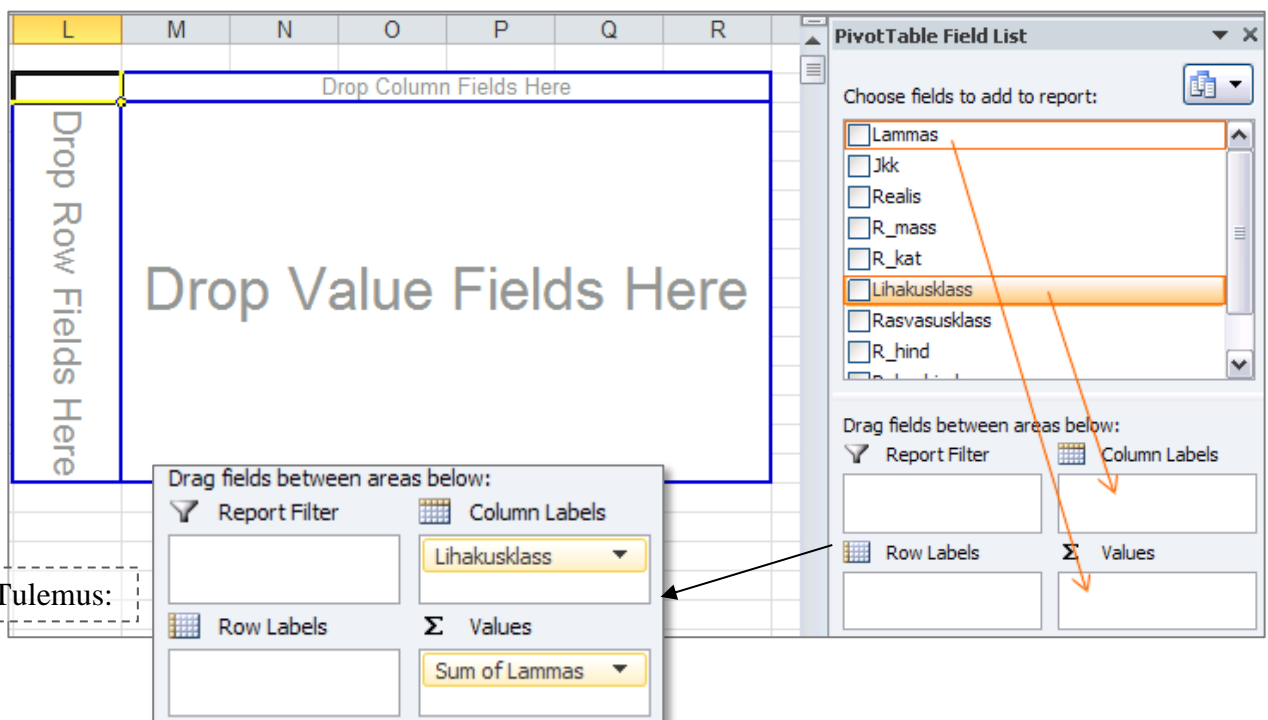 L M N O P Q R
Drop Column Fields Here
Drop Row Fields Here
Drop Value Fields Here
PivotTable Field List
Choose fields to add to report:
Lammas
Jkk
Realis
R_mass
R_kat
Lihakusklass
Rasvasusklass
R_hind
Drag fields between areas below:
Report Filter
Column Labels
Row Labels
Σ Values
Tulemus:
Drag fields between areas below:
Report Filter
Column Labels
Lihakusklass
Row Labels
Σ Values
Sum of Lammas